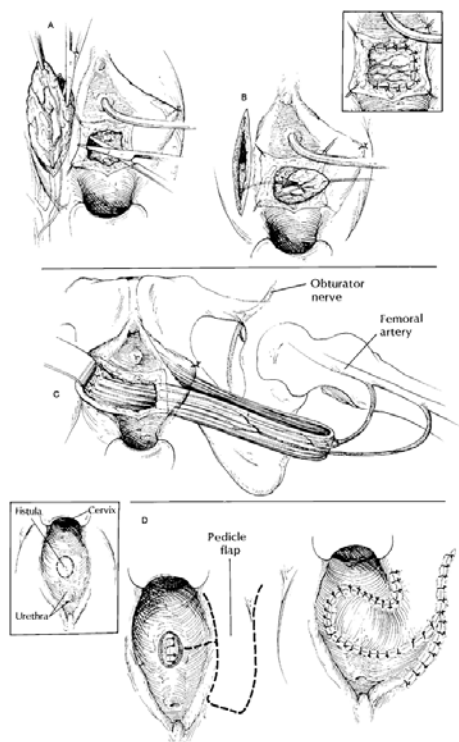 A
B
Obturator
nerve
Femoral
artery
C
Fistula
Cervix
D
Pedicle
flap
Urethra